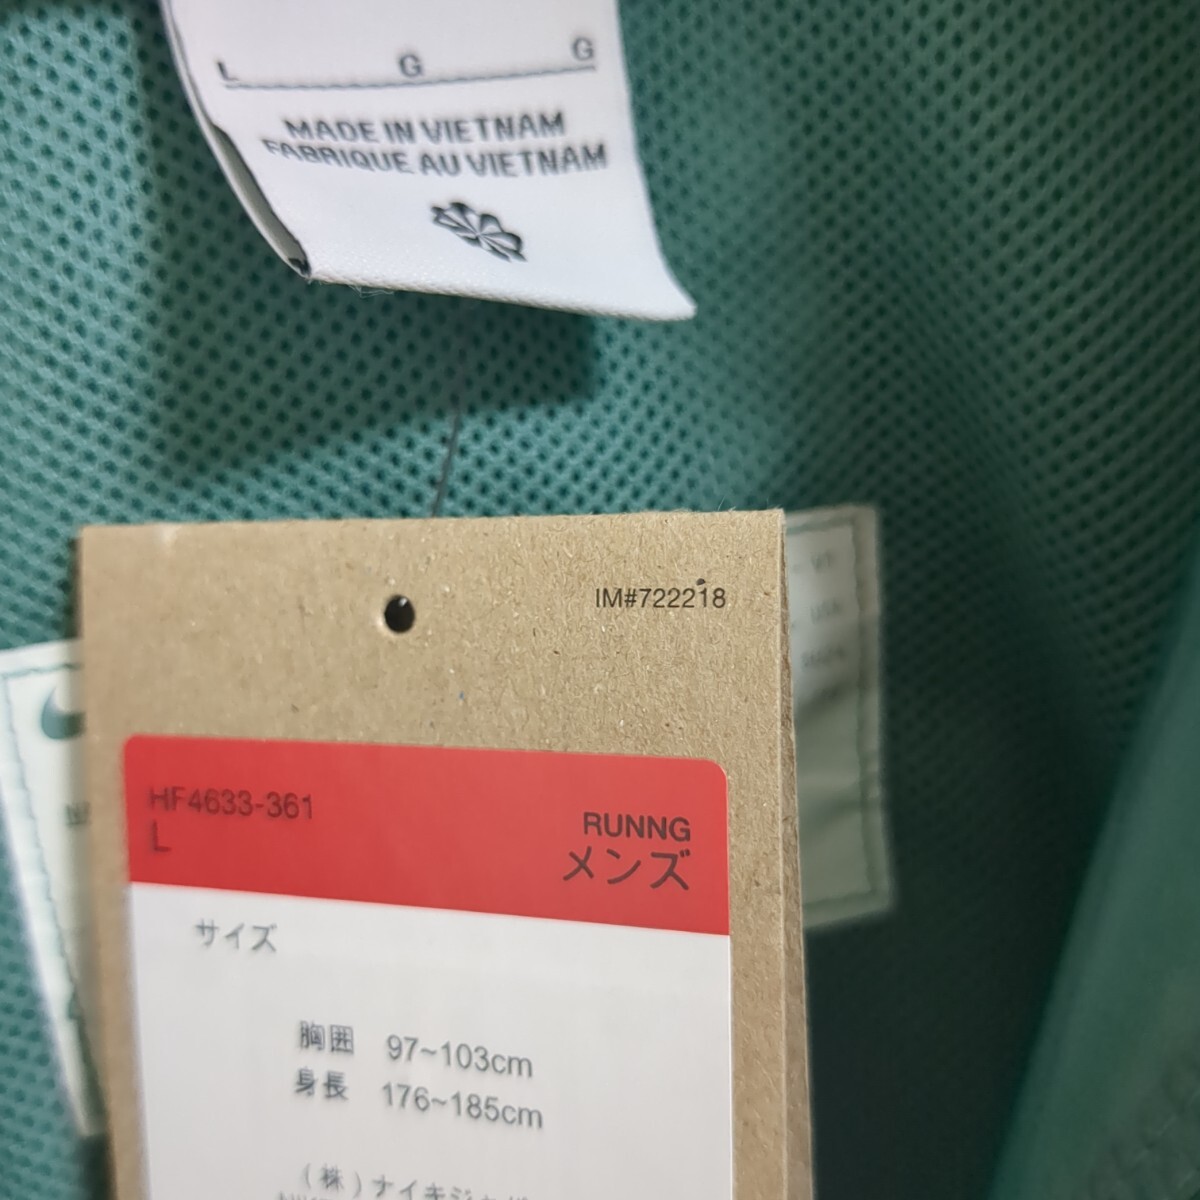 L G G
MADE IN VIETNAM
FABRIQUE AU VIETNAM
IM#722218
HF4633-361
L
RUNNG
メンズ
サイズ
胸囲 97~103cm
身長 176~185cm
(株)ナイキジャパン